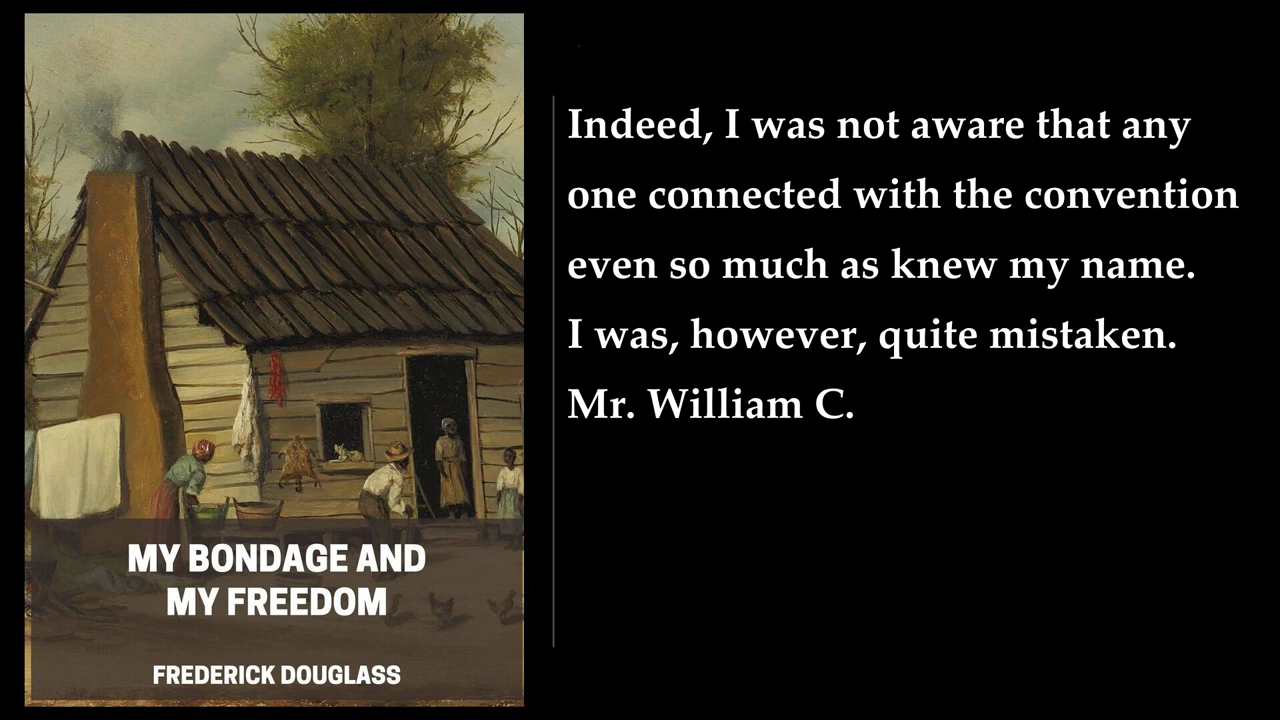 MY BONDAGE AND
MY FREEDOM
FREDERICK DOUGLASS
Indeed, I was not aware that any
one connected with the convention
even so much as knew my name.
I was, however, quite mistaken.
Mr. William C.